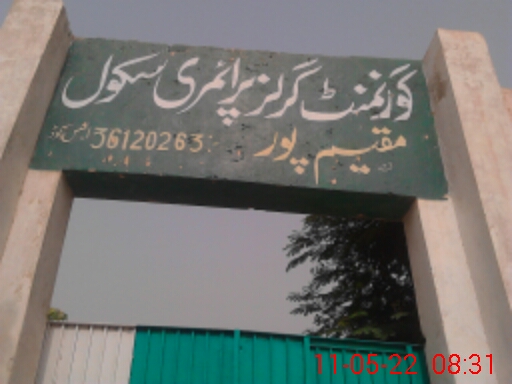 گورنمنٹ گرلز پرائمری سکول
مقیم پور
36120263
11-05-22 08:31